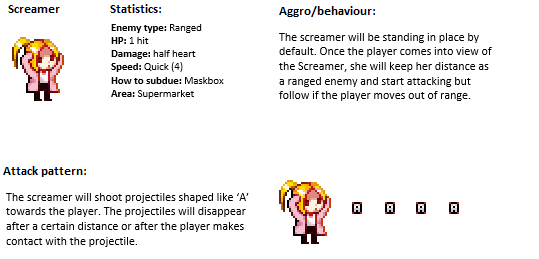 Screamer
Statistics:
Enemy type: Ranged
HP: 1 hit
Damage: half heart
Speed: Quick (4)
How to subdue: Maskbox
Area: Supermarket
Aggro/behaviour:
The screamer will be standing in place by
default. Once the player comes into view of
the Screamer, she will keep her distance as
a ranged enemy and start attacking but
follow if the player moves out of range.
Attack pattern:
The screamer will shoot projectiles shaped like ‘A’
towards the player. The projectiles will disappear
after a certain distance or after the player makes
contact with the projectile.
A A A A